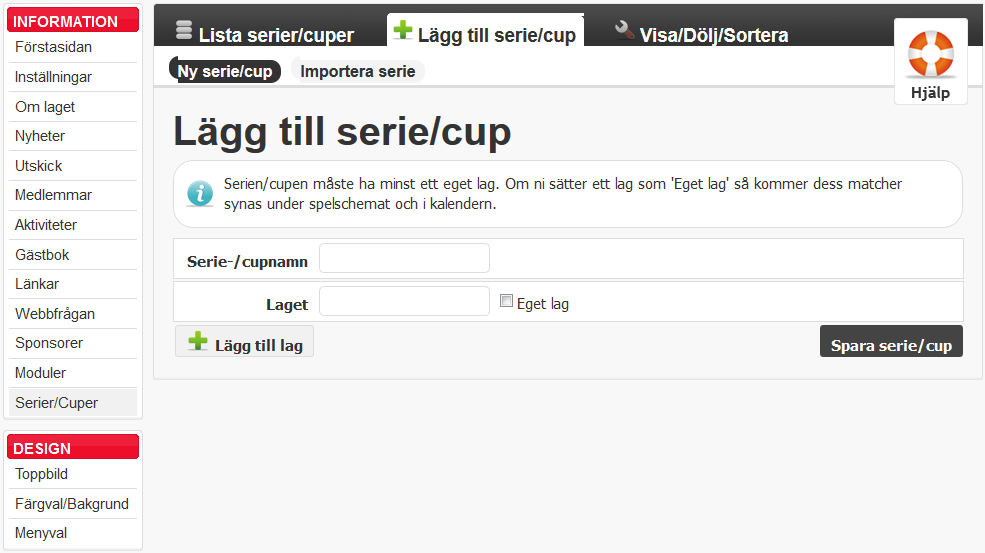 INFORMATION
Förstasidan
Inställningar
Om laget
Nyheter
Utskick
Medlemmar
Aktiviteter
Gästbok
Länkar
Webbfrågan
Sponsorer
Moduler
Serier/Cuper
DESIGN
Toppbild
Färgval/Bakgrund
Menyval
Lista serier/cuper
Lägg till serie/cup
Visa/Dölj/Sortera
Hjälp
Ny serie/cup
Importera serie
Lägg till serie/cup
Serien/cupen måste ha minst ett eget lag. Om ni sätter ett lag som 'Eget lag' så kommer dess matcher
synas under spelschemat och i kalendern.
Serie-/cupnamn
Laget
Eget lag
Lägg till lag
Spara serie/cup